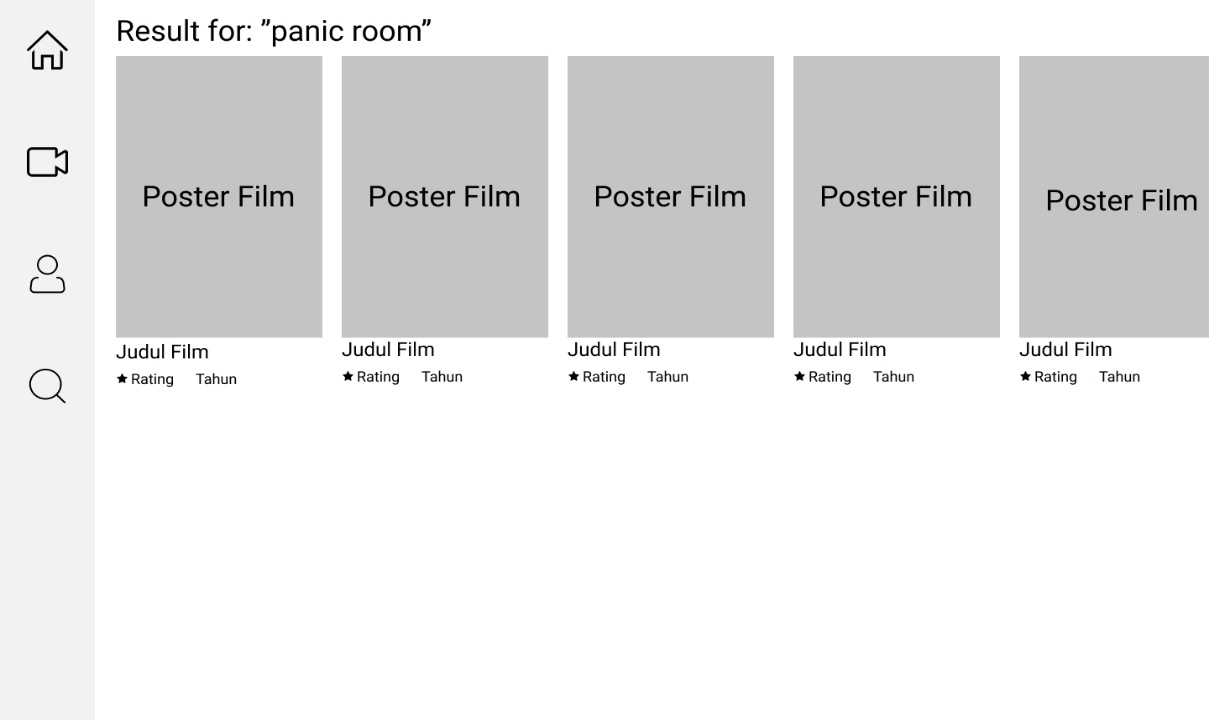 Result for: ”panic room”
Poster Film Poster Film Poster Film Poster Film Poster Film
Judul Film Judul Film Judul Film Judul Film Judul Film
★ Rating Tahun ★ Rating Tahun ★ Rating Tahun ★ Rating Tahun ★ Rating Tahun